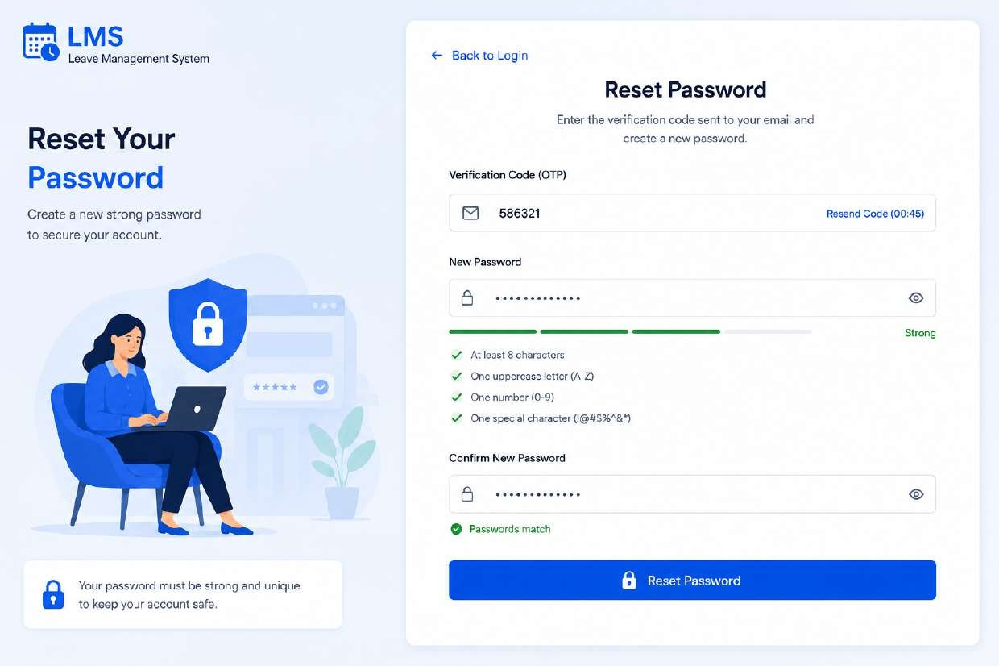 LMS
Leave Management System
Reset Your
Password
Create a new strong password
to secure your account.
*****
Your password must be strong and unique
to keep your account safe.
Back to Login
Reset Password
Enter the verification code sent to your email and
create a new password.
Verification Code (OTP)
586321
Resend Code (00:45)
New Password
•••••••••••••
Strong
At least 8 characters
One uppercase letter (A-Z)
One number (0-9)
One special character (!@#$%^&*)
Confirm New Password
•••••••••••••
Passwords match
Reset Password